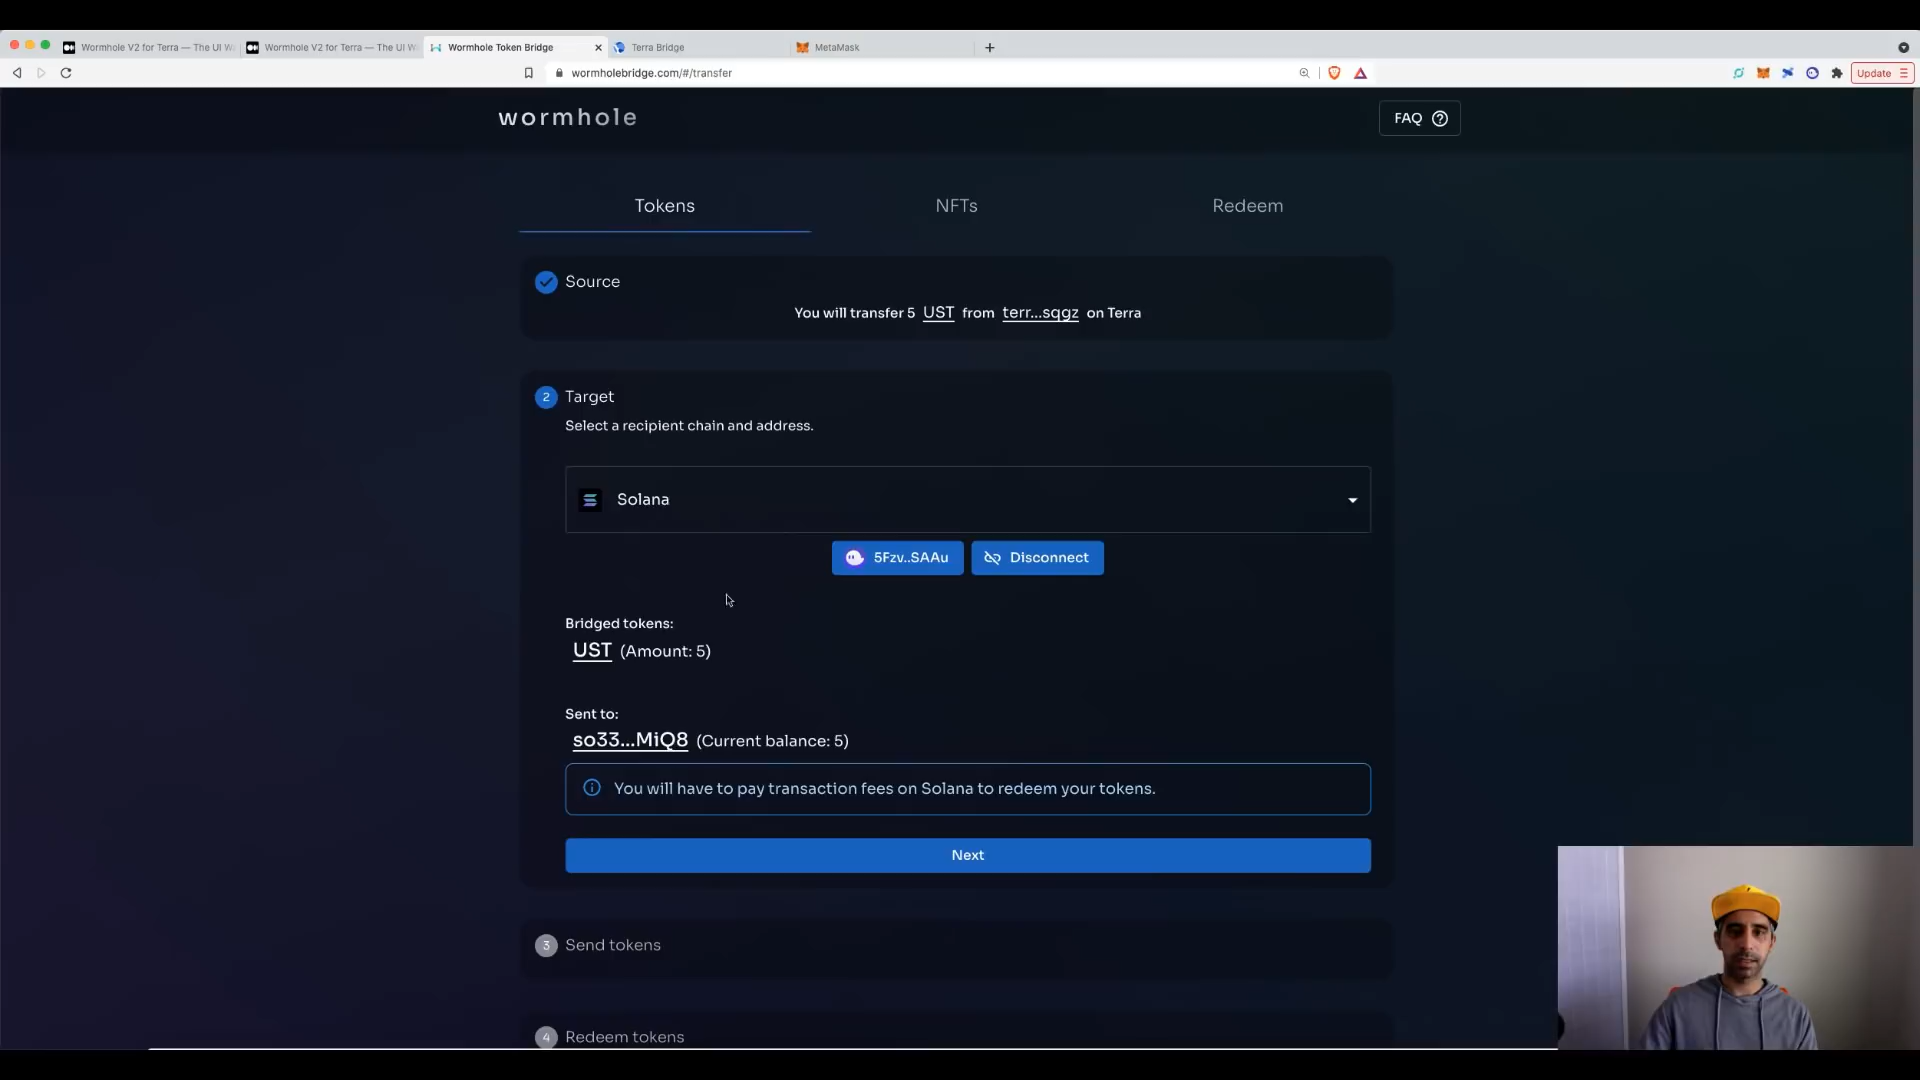 Wormhole V2 for Terra — The UI W
Wormhole V2 for Terra — The UI W
Wormhole Token Bridge
Terra Bridge
MetaMask
wormholebridge.com/#/transfer
Update
wormhole
FAQ
Tokens
NFTs
Redeem
Source
You will transfer 5 UST from terr...sqgz on Terra
2 Target
Select a recipient chain and address.
Solana
5Fzv..SAAu
Disconnect
Bridged tokens:
UST (Amount: 5)
Sent to:
so33...MiQ8 (Current balance: 5)
You will have to pay transaction fees on Solana to redeem your tokens.
Next
3 Send tokens
4 Redeem tokens